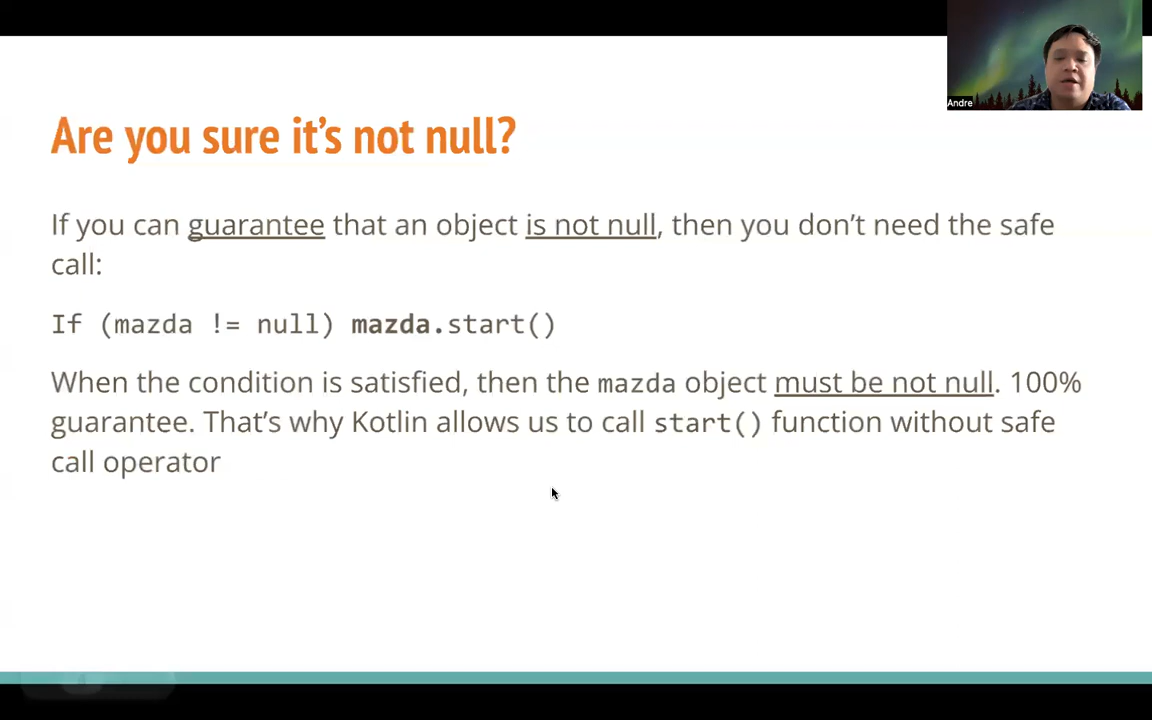 Andre
Are you sure it's not null?
If you can guarantee that an object is not null, then you don't need the safe
call:
If (mazda != null) mazda.start()
When the condition is satisfied, then the mazda object must be not null. 100%
guarantee. That's why Kotlin allows us to call start() function without safe
call operator